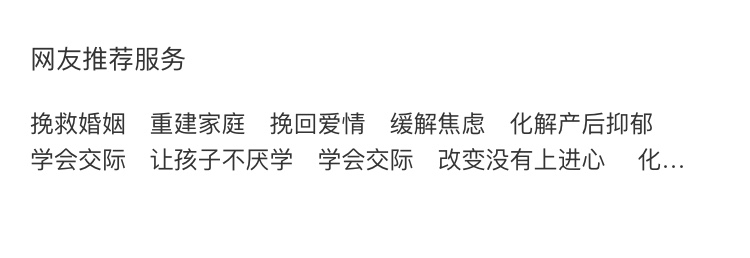 网友推荐服务
挽救婚姻 重建家庭 挽回爱情 缓解焦虑 化解产后抑郁
学会交际 让孩子不厌学 学会交际 改变没有上进心 化…